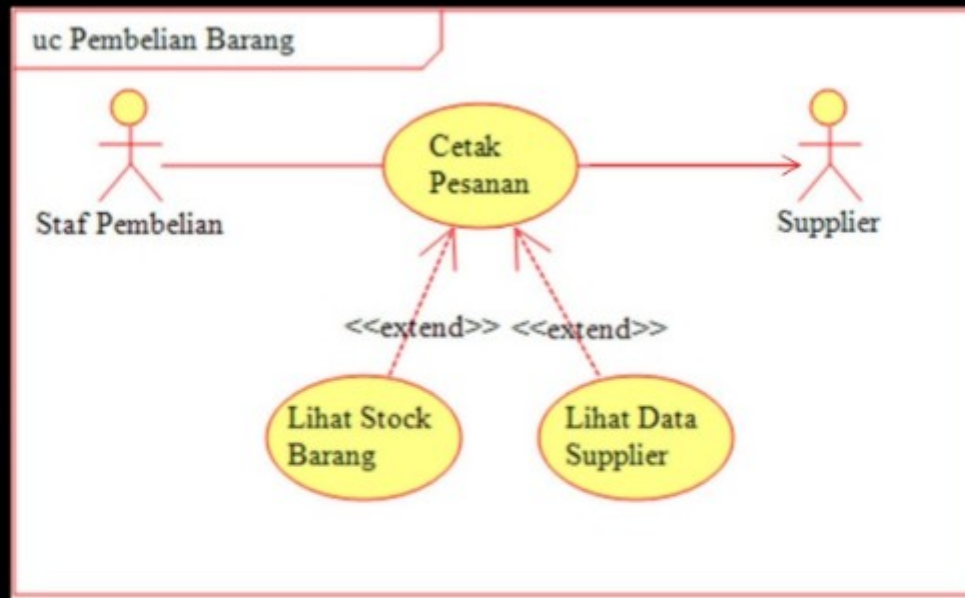 uc Pembelian Barang
Cetak
Pesanan
Staf Pembelian
Supplier
<<extend>>
<<extend>>
Lihat Stock
Barang
Lihat Data
Supplier